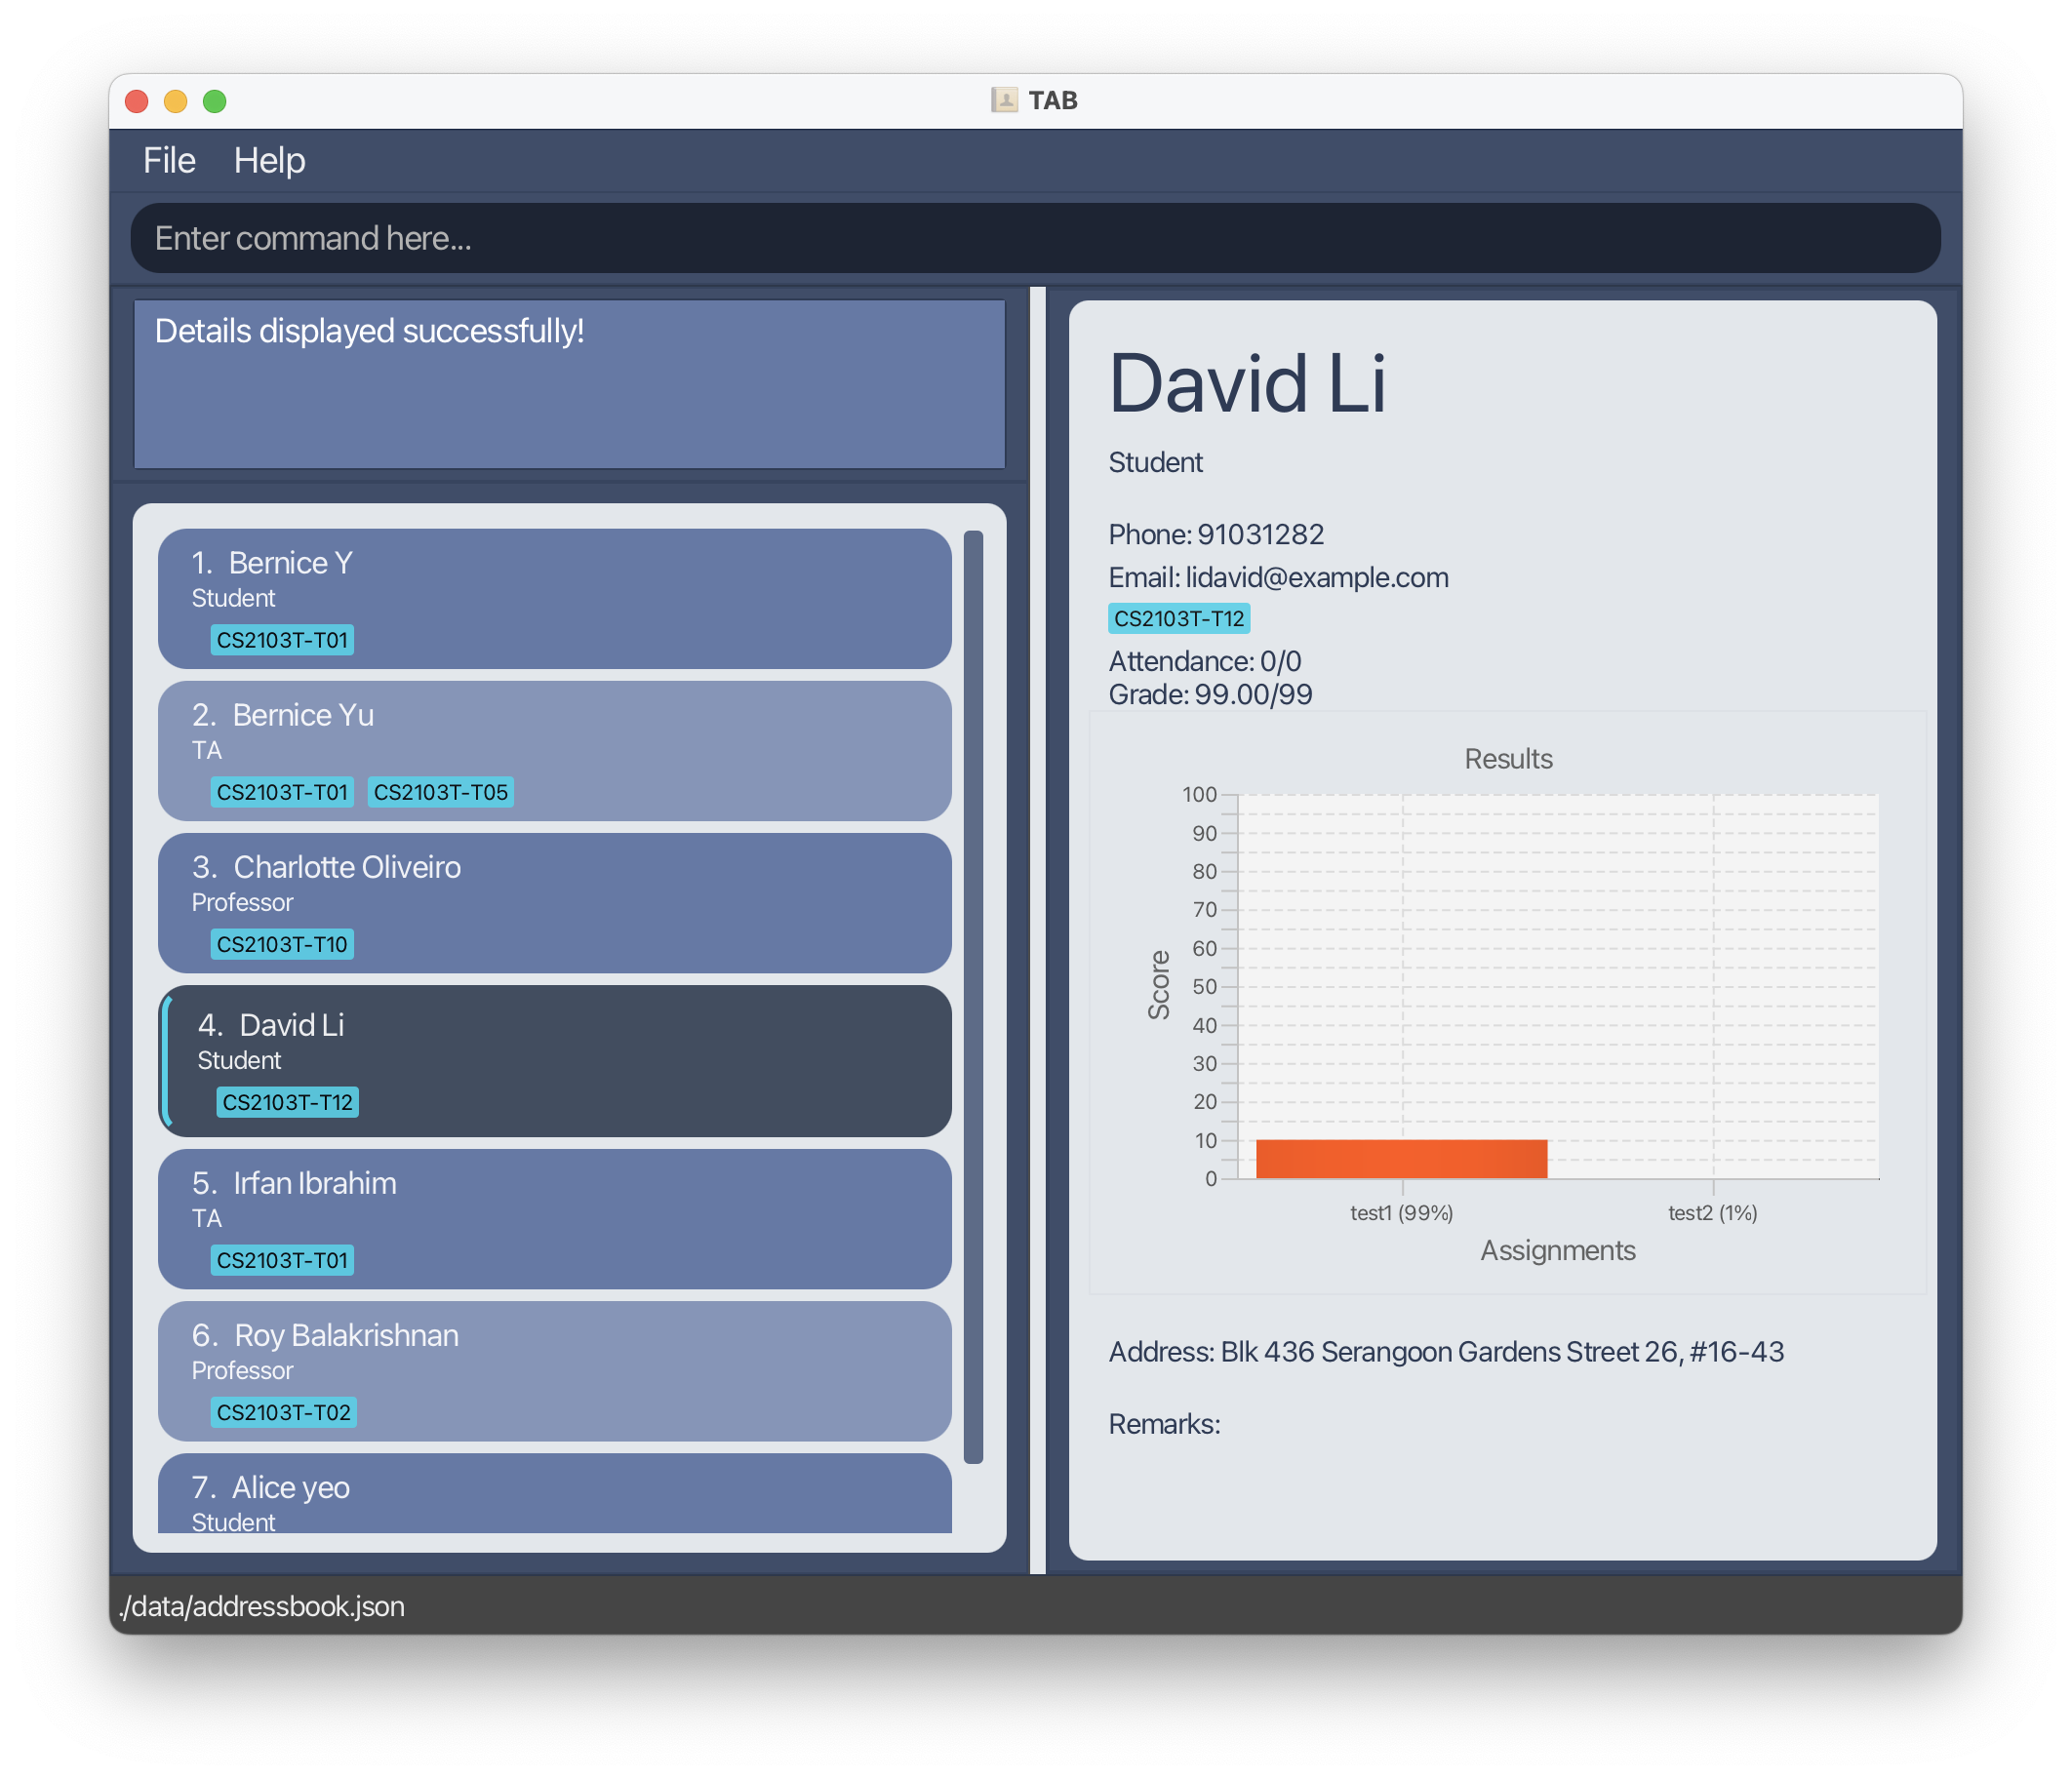 TAB
File Help
Enter command here...
Details displayed successfully!
1. Bernice Y
Student
CS2103T-T01
2. Bernice Yu
TA
CS2103T-T01 CS2103T-T05
3. Charlotte Oliveiro
Professor
CS2103T-T10
4. David Li
Student
CS2103T-T12
5. Irfan Ibrahim
TA
CS2103T-T01
6. Roy Balakrishnan
Professor
CS2103T-T02
7. Alice yeo
Student
David Li
Student
Phone: 91031282
Email: lidavid@example.com
CS2103T-T12
Attendance: 0/0
Grade: 99.00/99
Results
100
90
80
70
60
50
40
30
20
10
0
Score
test1 (99%) test2 (1%)
Assignments
Address: Blk 436 Serangoon Gardens Street 26, #16-43
Remarks:
./data/addressbook.json